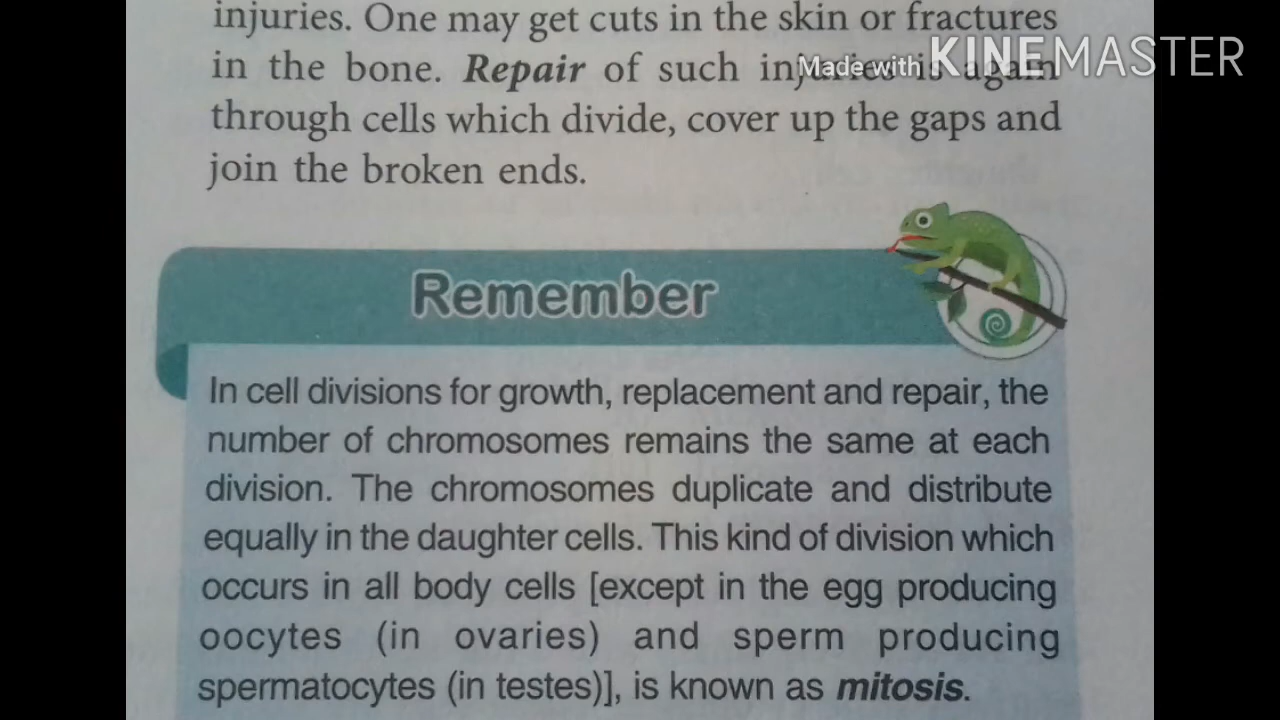 injuries. One may get cuts in the skin or fractures
in the bone. Repair of such injuries is again
Made with KINEMASTER
through cells which divide, cover up the gaps and
join the broken ends.
Remember
In cell divisions for growth, replacement and repair, the
number of chromosomes remains the same at each
division. The chromosomes duplicate and distribute
equally in the daughter cells. This kind of division which
occurs in all body cells [except in the egg producing
oocytes (in ovaries) and sperm producing
spermatocytes (in testes)], is known as mitosis.